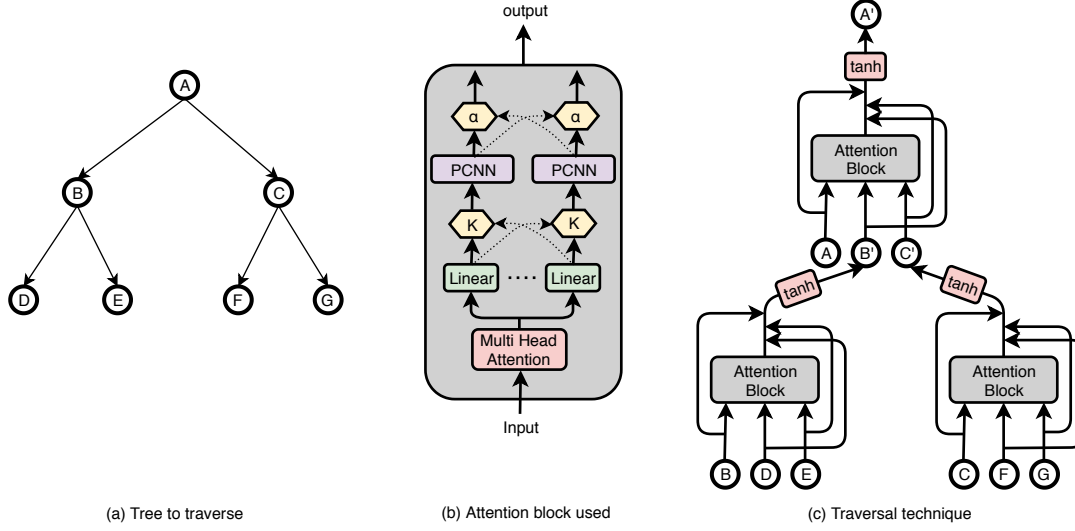 A
B
C
D
E
F
G
(a) Tree to traverse
output
α
α
PCNN
PCNN
K
K
Linear
....
Linear
Multi Head
Attention
Input
(b) Attention block used
A'
tanh
Attention
Block
A
B'
C'
tanh
tanh
Attention
Block
Attention
Block
B
D
E
C
F
G
(c) Traversal technique